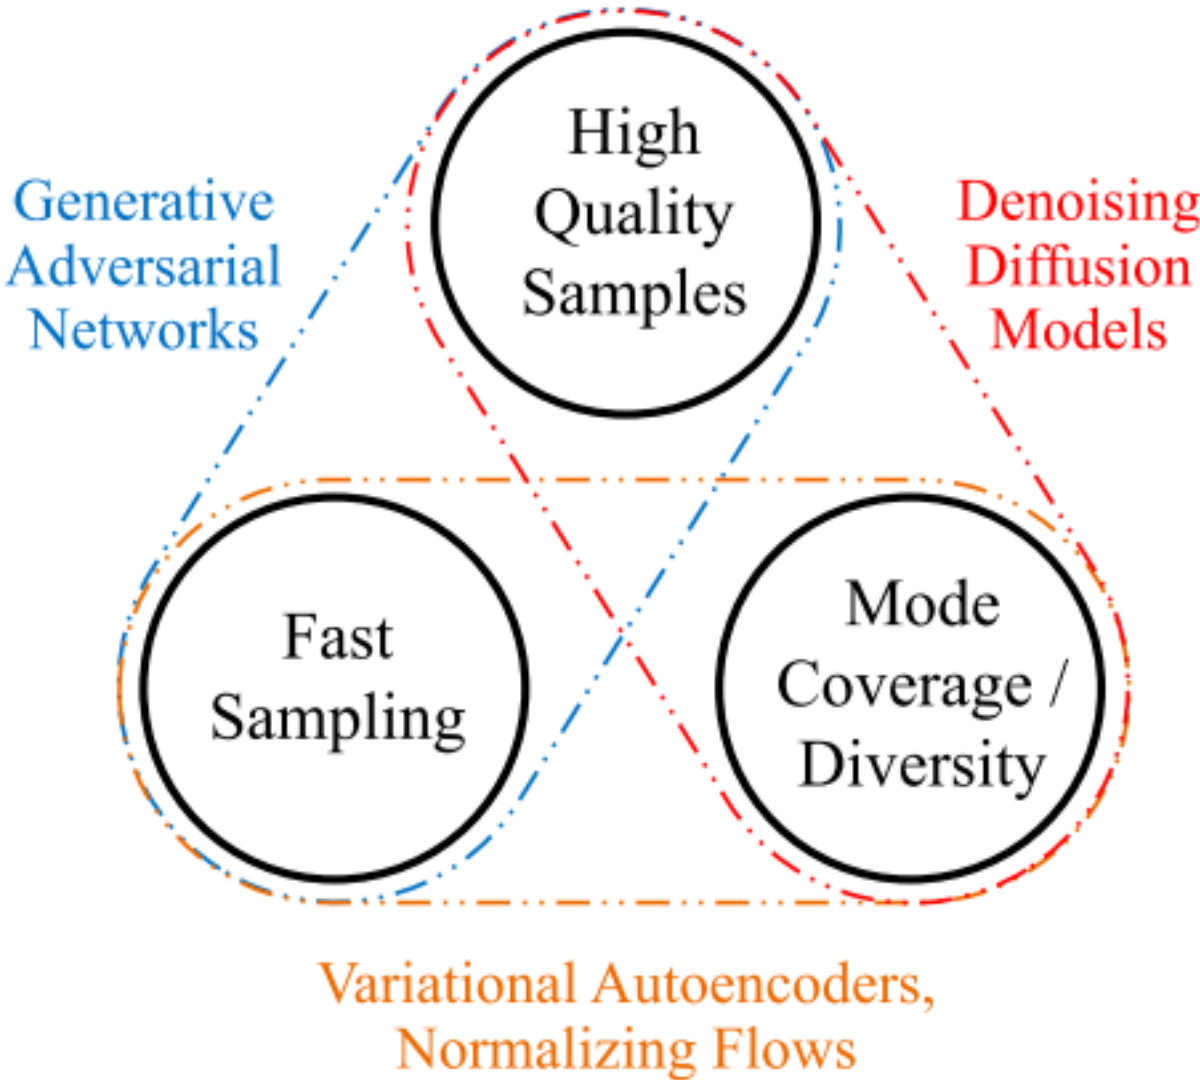 High
Quality
Samples
Generative
Adversarial
Networks
Denoising
Diffusion
Models
Fast
Sampling
Mode
Coverage /
Diversity
Variational Autoencoders,
Normalizing Flows